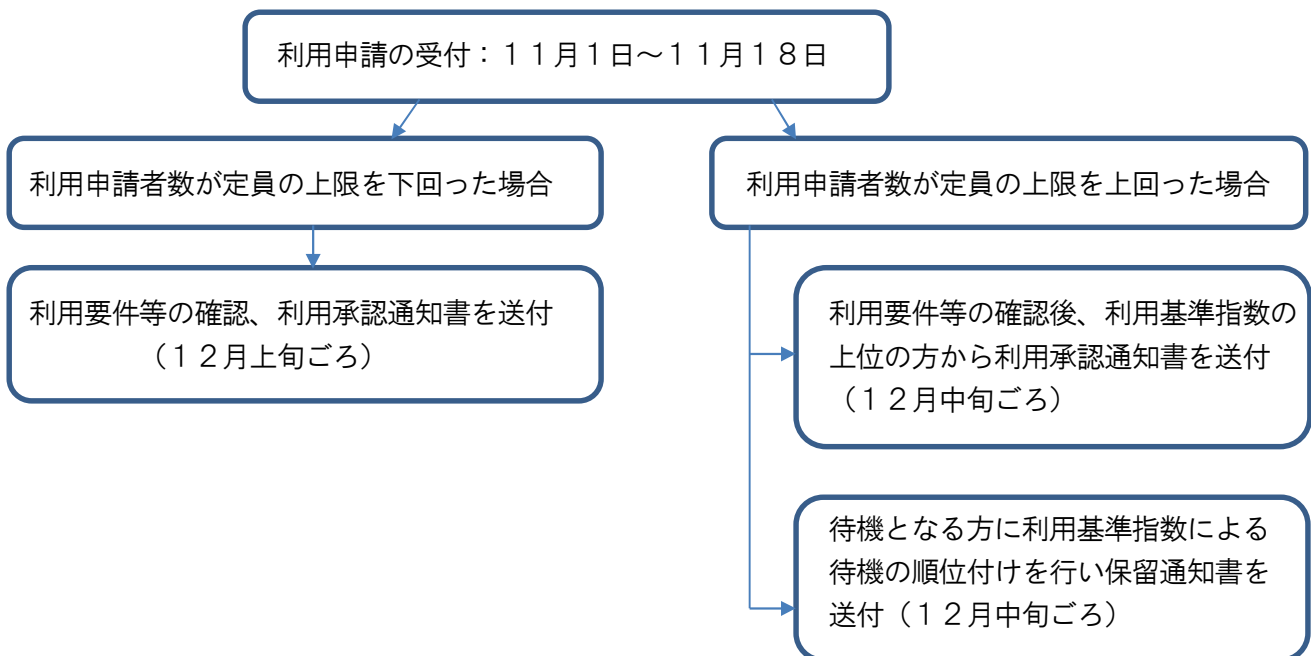 利用申請の受付：１１月１日～１１月１８日
利用申請者数が定員の上限を下回った場合
利用申請者数が定員の上限を上回った場合
利用要件等の確認、利用承認通知書を送付
（１２月上旬ごろ）
利用要件等の確認後、利用基準指数の
上位の方から利用承認通知書を送付
（１２月中旬ごろ）
待機となる方に利用基準指数による
待機の順位付けを行い保留通知書を
送付（１２月中旬ごろ）